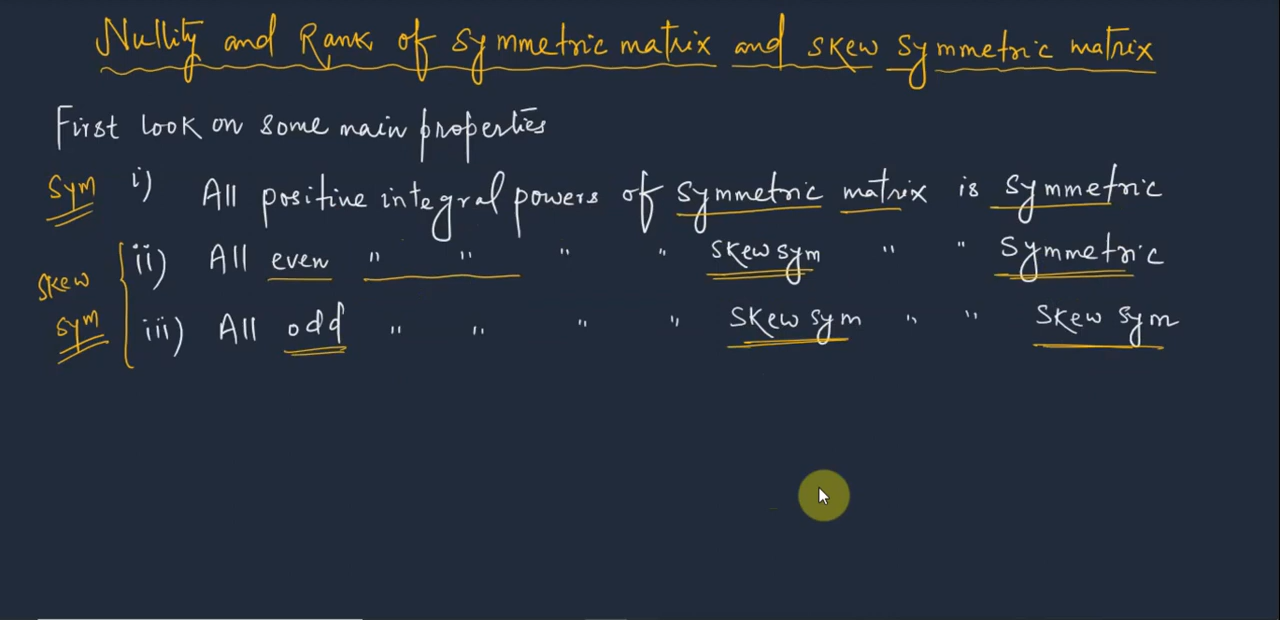 Nullity and Rank of symmetric matrix and skew symmetric matrix
First look on some main properties
Sym i) All positive integral powers of symmetric matrix is symmetric
Skew sym
ii) All even " " " " skew sym " " symmetric
iii) All odd " " " " skew sym " " skew sym